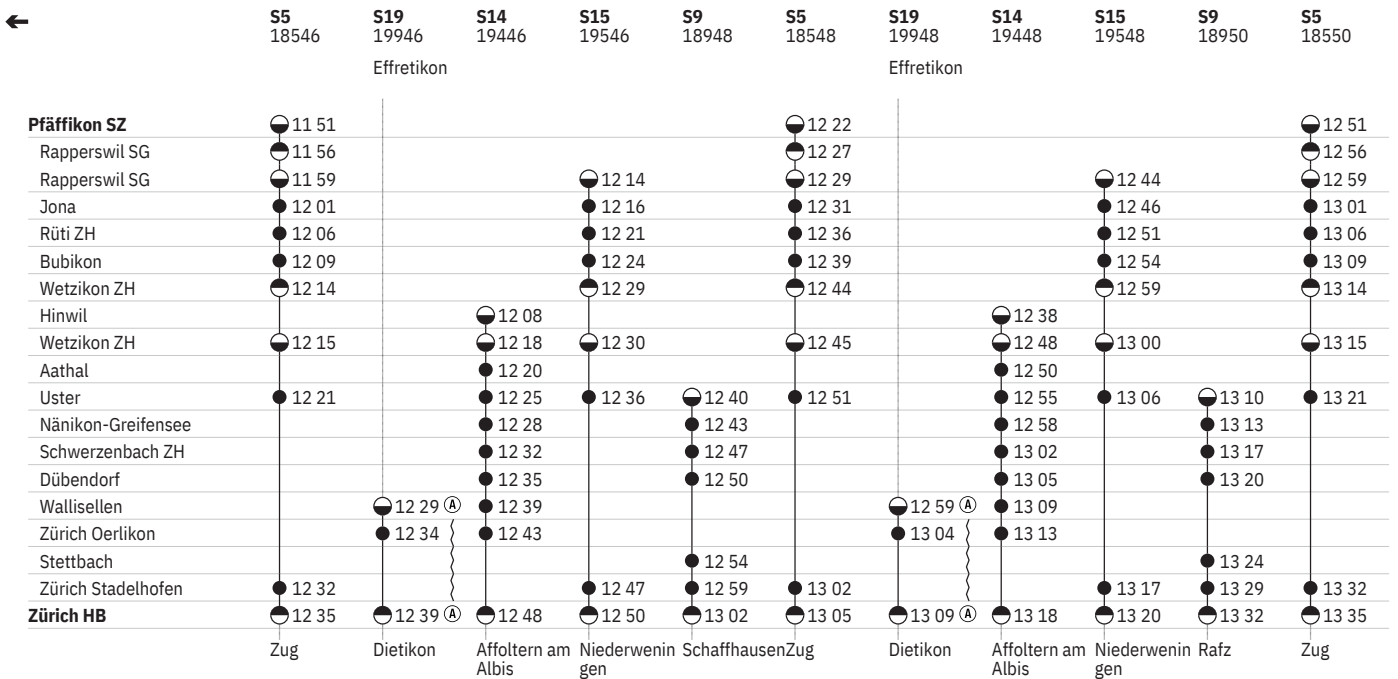 S5 S19 S14 S15 S9 S5 S19 S14 S15 S9 S5
18546 19946 19446 19546 18948 18548 19948 19448 19548 18950 18550
Effretikon Effretikon
Pfäffikon SZ 11 51 12 22 12 51
Rapperswil SG 11 56 12 27 12 56
Rapperswil SG 11 59 12 14 12 29 12 44 12 59
Jona 12 01 12 16 12 31 12 46 13 01
Rüti ZH 12 06 12 21 12 36 12 51 13 06
Bubikon 12 09 12 24 12 39 12 54 13 09
Wetzikon ZH 12 14 12 29 12 44 12 59 13 14
Hinwil 12 08 12 38
Wetzikon ZH 12 15 12 18 12 30 12 45 12 48 13 00 13 15
Aathal 12 20 12 50
Uster 12 21 12 25 12 36 12 40 12 51 12 55 13 06 13 10 13 21
Nänikon-Greifensee 12 28 12 43 12 58 13 13
Schwerzenbach ZH 12 32 12 47 13 02 13 17
Dübendorf 12 35 12 50 13 05 13 20
Wallisellen 12 29 A 12 39 12 59 A 13 09
Zürich Oerlikon 12 34 12 43 13 04 13 13
Stettbach 12 54 13 24
Zürich Stadelhofen 12 32 12 47 12 59 13 02 13 17 13 29 13 32
Zürich HB 12 35 12 39 A 12 48 12 50 13 02 13 05 13 09 A 13 18 13 20 13 32 13 35
Zug Dietikon Affoltern am Niederwenin Schaffhausen Zug Dietikon Affoltern am Niederwenin Rafz Zug
Albis gen Albis gen